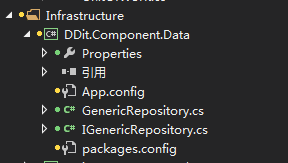 Infrastructure
DDit.Component.Data
Properties
引用
App.config
GenericRepository.cs
IGenericRepository.cs
packages.config